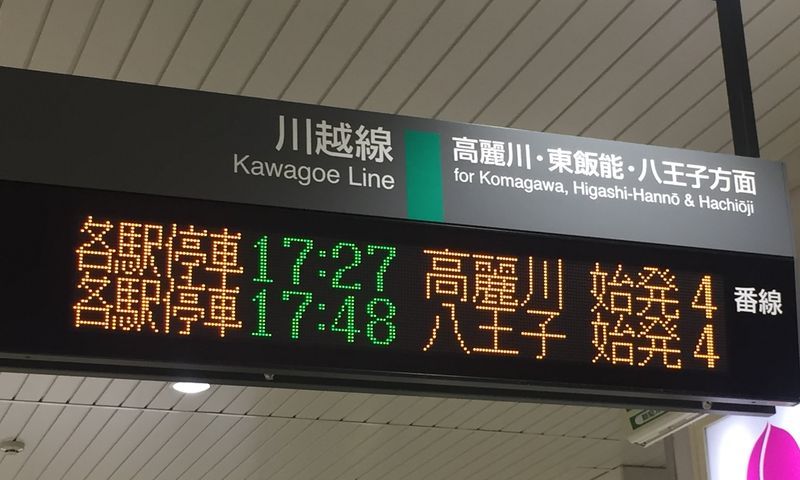 川越線
Kawagoe Line
高麗川・東飯能・八王子方面
for Komagawa, Higashi-Hannō & Hachiōji
各駅停車 17:27 高麗川 始発 4
各駅停車 17:48 八王子 始発 4
番線